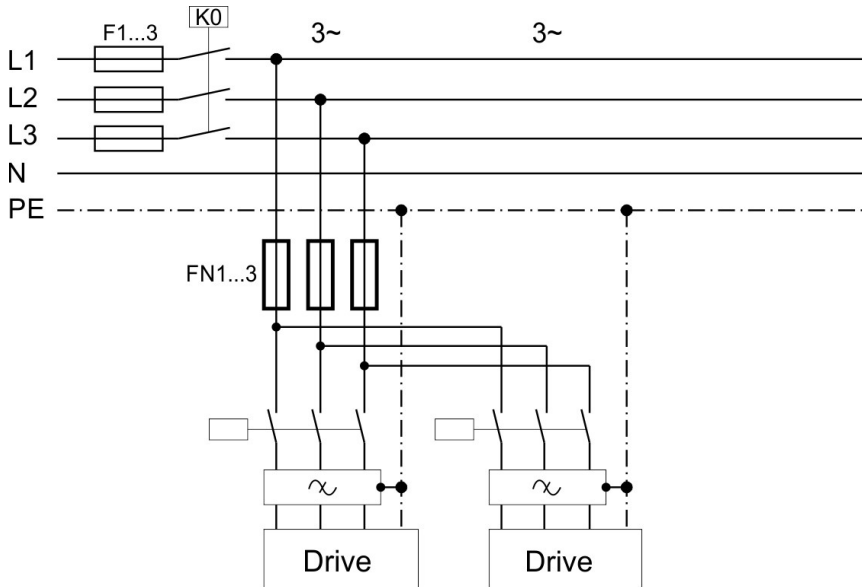 K0
F1...3
3~
3~
L1
L2
L3
N
PE
FN1...3
Drive
Drive